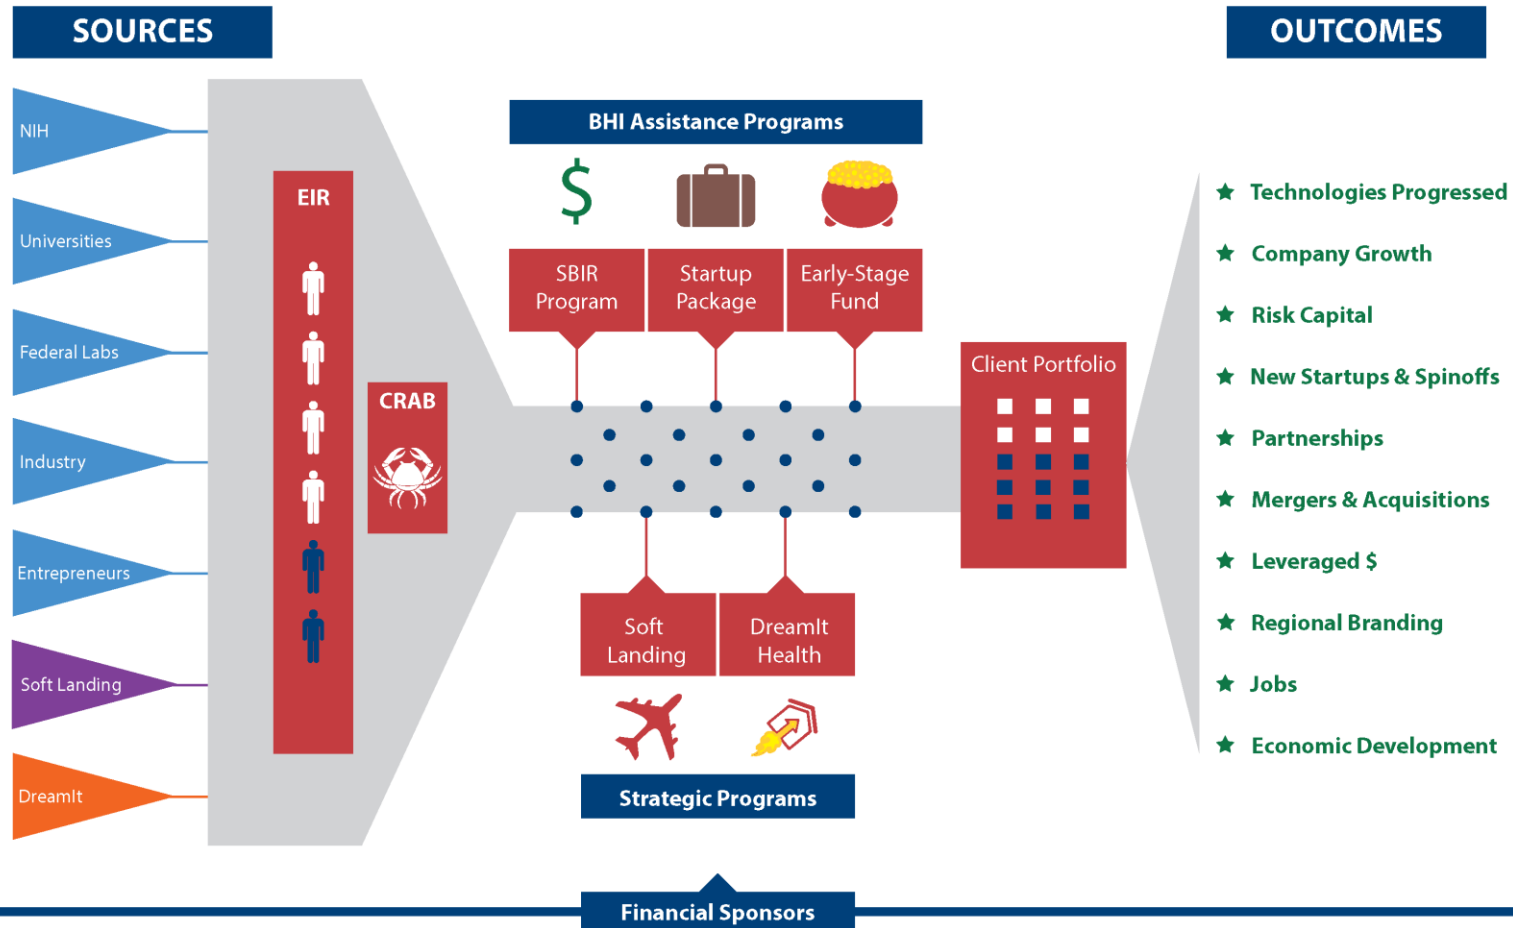 SOURCES
OUTCOMES
NIH
Universities
Federal Labs
Industry
Entrepreneurs
Soft Landing
DreamIt
EIR
CRAB
BHI Assistance Programs
SBIR
Program
Startup
Package
Early-Stage
Fund
Soft
Landing
DreamIt
Health
Strategic Programs
Financial Sponsors
Client Portfolio
Technologies Progressed
Company Growth
Risk Capital
New Startups & Spinoffs
Partnerships
Mergers & Acquisitions
Leveraged $
Regional Branding
Jobs
Economic Development